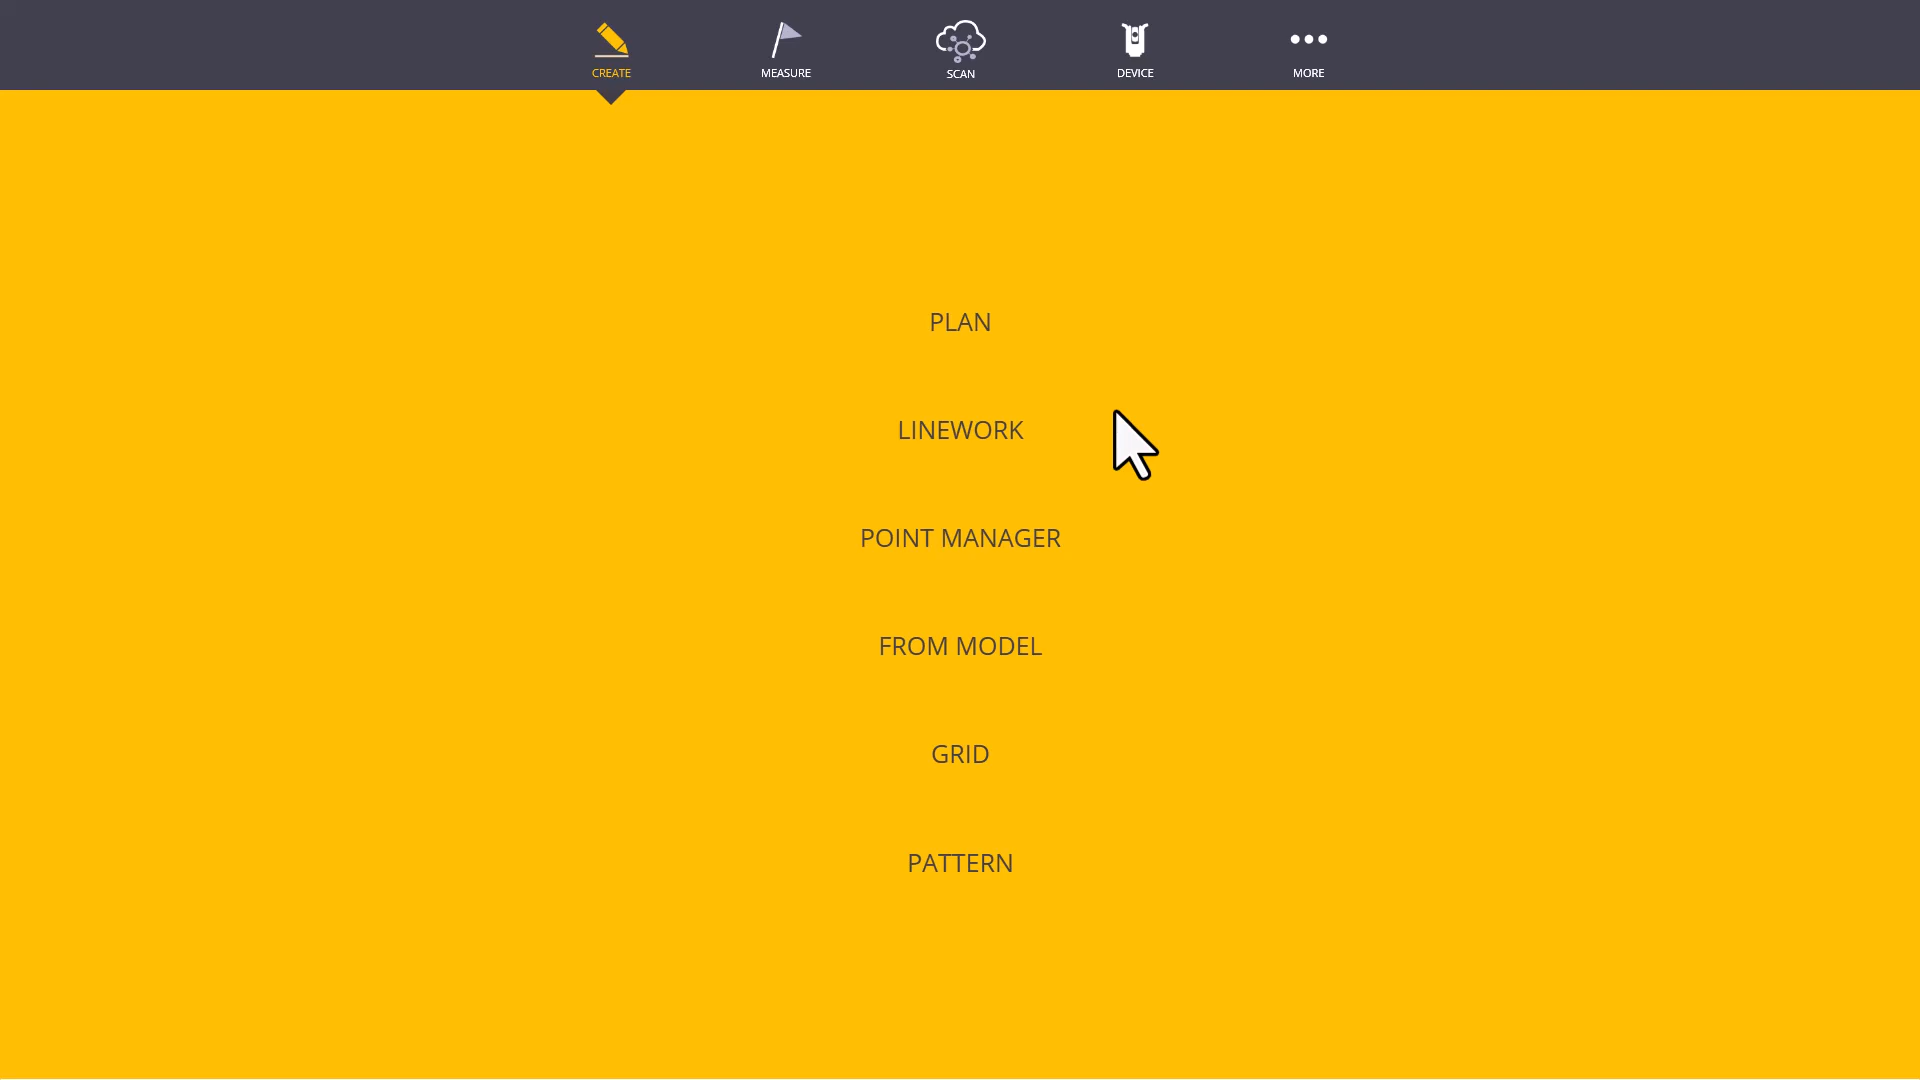 CREATE MEASURE SCAN DEVICE MORE
PLAN
LINEWORK
POINT MANAGER
FROM MODEL
GRID
PATTERN